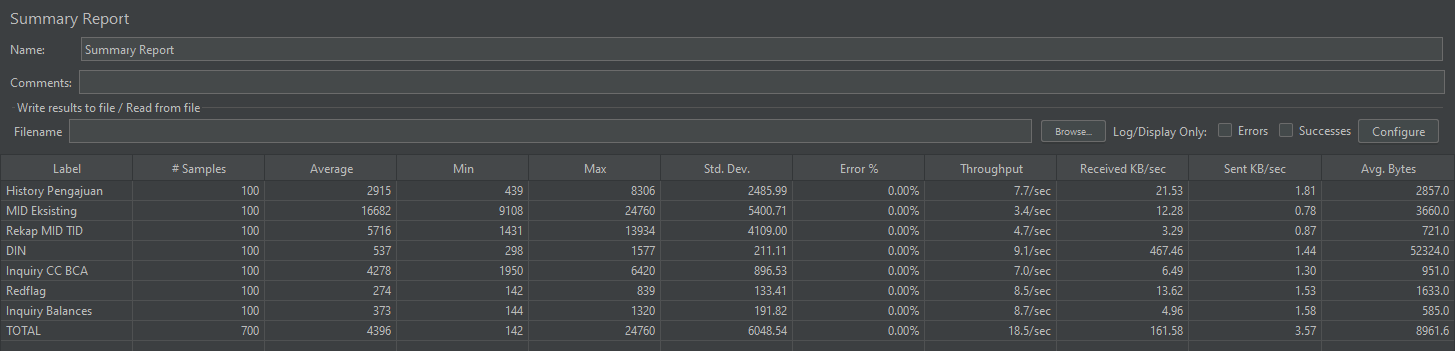 Summary Report
Name: Summary Report
Comments:
Write results to file / Read from file
Filename Browse... Log/Display Only: Errors Successes Configure
Label # Samples Average Min Max Std. Dev. Error % Throughput Received KB/sec Sent KB/sec Avg. Bytes
History Pengajuan 100 2915 439 8306 2485.99 0.00% 7.7/sec 21.53 1.81 2857.0
MID Eksisting 100 16682 9108 24760 5400.71 0.00% 3.4/sec 12.28 0.78 3660.0
Rekap MID TID 100 5716 1431 13934 4109.00 0.00% 4.7/sec 3.29 0.87 721.0
DIN 100 537 298 1577 211.11 0.00% 9.1/sec 467.46 1.44 52324.0
Inquiry CC BCA 100 4278 1950 6420 896.53 0.00% 7.0/sec 6.49 1.30 951.0
Redflag 100 274 142 839 133.41 0.00% 8.5/sec 13.62 1.53 1633.0
Inquiry Balances 100 373 144 1320 191.82 0.00% 8.7/sec 4.96 1.58 585.0
TOTAL 700 4396 142 24760 6048.54 0.00% 18.5/sec 161.58 3.57 8961.6